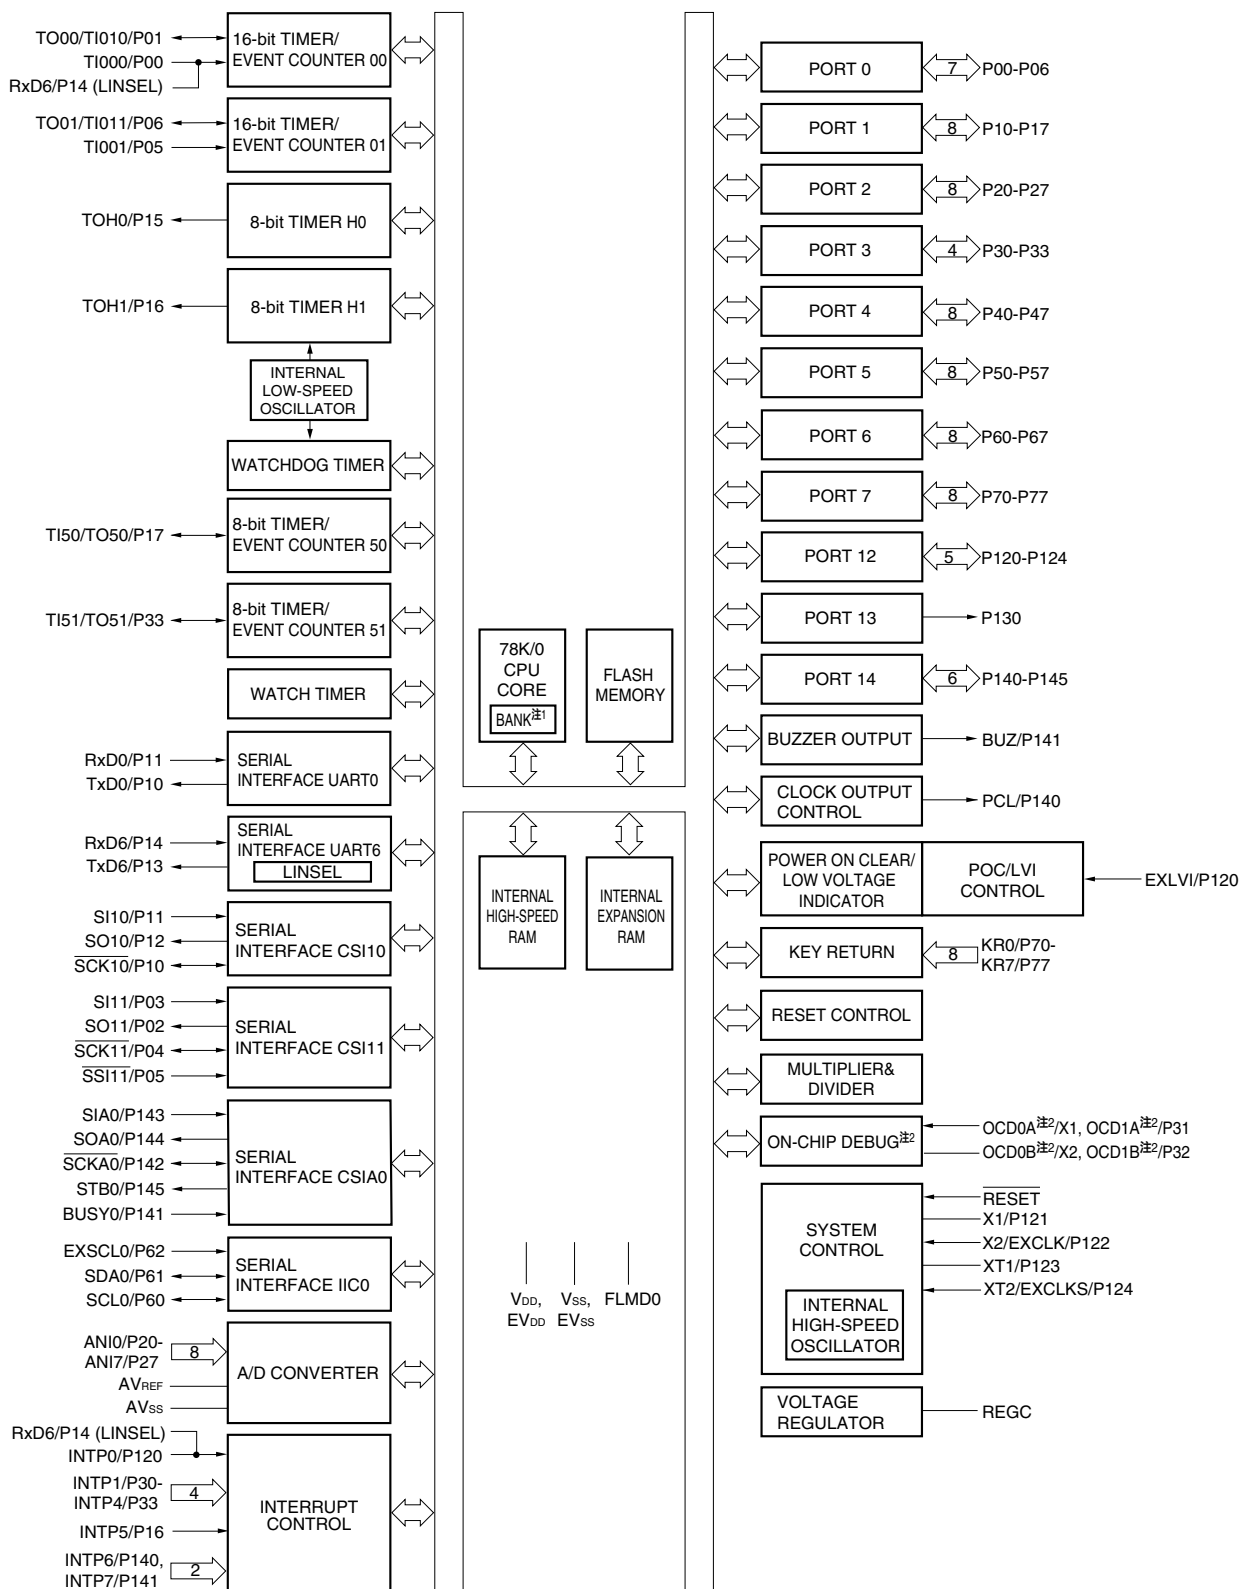 TO00/TI010/P01
TI000/P00
RxD6/P14 (LINSEL)
16-bit TIMER/
EVENT COUNTER 00
TO01/TI011/P06
TI001/P05
16-bit TIMER/
EVENT COUNTER 01
TOH0/P15
8-bit TIMER H0
TOH1/P16
8-bit TIMER H1
INTERNAL
LOW-SPEED
OSCILLATOR
WATCHDOG TIMER
TI50/TO50/P17
8-bit TIMER/
EVENT COUNTER 50
TI51/TO51/P33
8-bit TIMER/
EVENT COUNTER 51
WATCH TIMER
RxD0/P11
TxD0/P10
SERIAL
INTERFACE UART0
RxD6/P14
TxD6/P13
SERIAL
INTERFACE UART6
LINSEL
SI10/P11
SO10/P12
SCK10/P10
SERIAL
INTERFACE CSI10
SI11/P03
SO11/P02
SCK11/P04
SSI11/P05
SERIAL
INTERFACE CSI11
SIA0/P143
SOA0/P144
SCKA0/P142
STB0/P145
BUSY0/P141
SERIAL
INTERFACE CSIA0
EXSCL0/P62
SDA0/P61
SCL0/P60
SERIAL
INTERFACE IIC0
ANI0/P20-
ANI7/P27
8
AVREF
AVSS
A/D CONVERTER
RxD6/P14 (LINSEL)
INTP0/P120
INTP1/P30-
INTP4/P33
4
INTP5/P16
INTP6/P140,
INTP7/P141
2
INTERRUPT
CONTROL
78K/0
CPU
CORE
BANK注1
FLASH
MEMORY
INTERNAL
HIGH-SPEED
RAM
INTERNAL
EXPANSION
RAM
VDD,
EVDD
VSS,
EVSS
FLMD0
PORT 0
7
P00-P06
PORT 1
8
P10-P17
PORT 2
8
P20-P27
PORT 3
4
P30-P33
PORT 4
8
P40-P47
PORT 5
8
P50-P57
PORT 6
8
P60-P67
PORT 7
8
P70-P77
PORT 12
5
P120-P124
PORT 13
P130
PORT 14
6
P140-P145
BUZZER OUTPUT
BUZ/P141
CLOCK OUTPUT
CONTROL
PCL/P140
POWER ON CLEAR/
LOW VOLTAGE
INDICATOR
POC/LVI
CONTROL
EXLVI/P120
KEY RETURN
8
KR0/P70-
KR7/P77
RESET CONTROL
MULTIPLIER&
DIVIDER
ON-CHIP DEBUG注2
OCD0A注2/X1, OCD1A注2/P31
OCD0B注2/X2, OCD1B注2/P32
SYSTEM
CONTROL
INTERNAL
HIGH-SPEED
OSCILLATOR
RESET
X1/P121
X2/EXCLK/P122
XT1/P123
XT2/EXCLKS/P124
VOLTAGE
REGULATOR
REGC